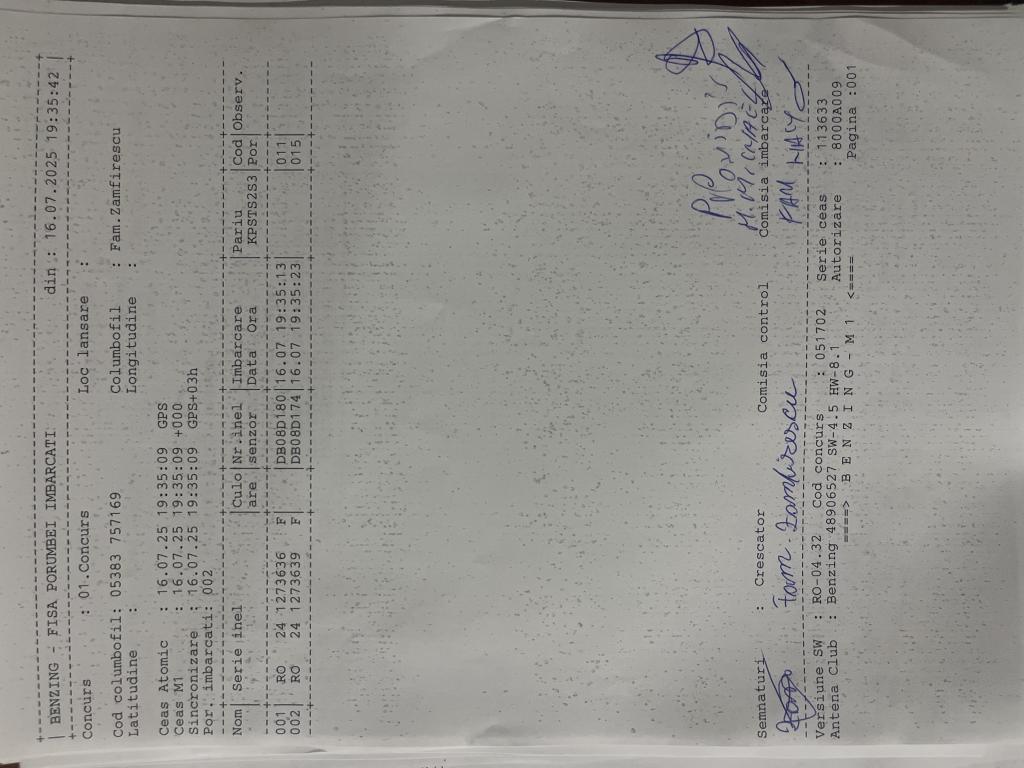 BENZING - FISA PORUMBEI IMBARCATI din : 16.07.2025 19:35:42
Concurs : 01.Concurs Loc lansare :
Cod columbofil: 05383 757169 Columbofil : Fam.Zamfirescu
Latitudine : Longitudine :
Ceas Atomic : 16.07.25 19:35:09 GPS
Ceas M1 : 16.07.25 19:35:09 +000
Sincronizare : 16.07.25 19:35:09 GPS+03h
Por. imbarcati: 002
Nom| Serie inel |Culo|Nr.inel |Imbarcare |Pariu |Cod |Observ.
are |senzor |Data Ora | KPSTS2S3|Por |
001| RO 24 1273636 F| |DB08D180|16.07 19:35:13| |011|
002| RO 24 1273639 F| |DB08D174|16.07 19:35:23| |015|
Semnaturi : Crescator Comisia control Comisia imbarcare
Fam. Zamfirescu
Versiune SW : RO-04.32 Cod concurs : 051702 Serie ceas : 113633
Antena Club : Benzing 48906527 SW-4.5 HW-8.1 Autorizare : 8000A009
====> B E N Z I N G - M 1 <==== Pagina :001